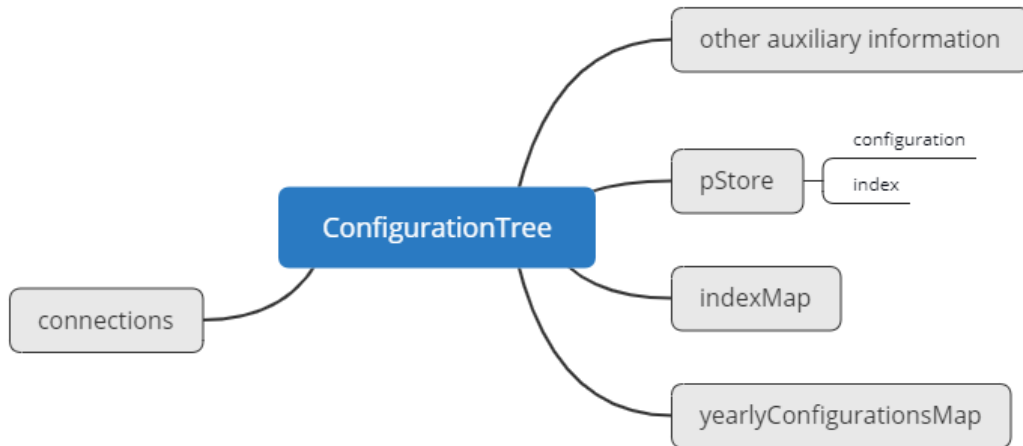 other auxiliary information
configuration
pStore
index
ConfigurationTree
indexMap
connections
yearlyConfigurationsMap